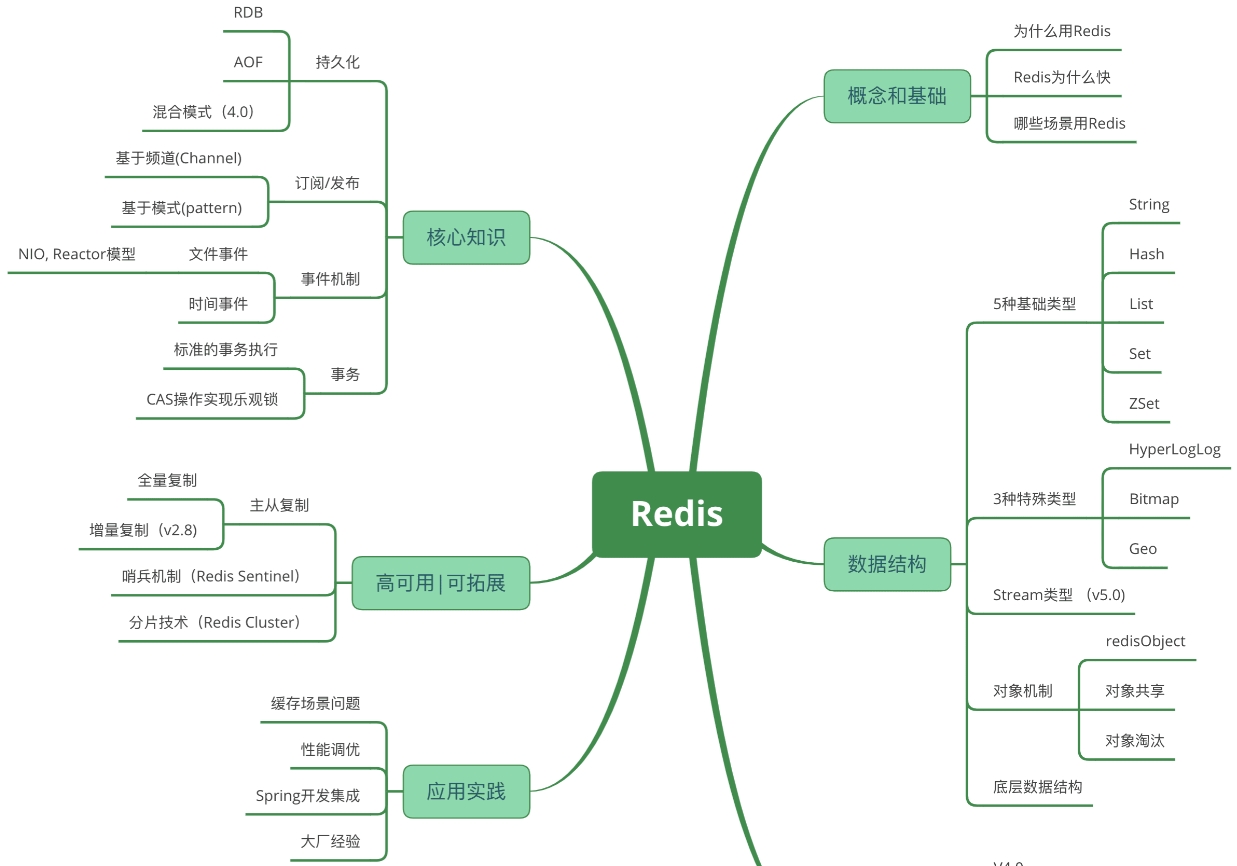 Redis
概念和基础
为什么用Redis
Redis为什么快
哪些场景用Redis
数据结构
5种基础类型
String
Hash
List
Set
ZSet
3种特殊类型
HyperLogLog
Bitmap
Geo
Stream类型 （v5.0)
对象机制
redisObject
对象共享
对象淘汰
底层数据结构
核心知识
持久化
RDB
AOF
混合模式（4.0）
订阅/发布
基于频道(Channel)
基于模式(pattern)
事件机制
文件事件
NIO, Reactor模型
时间事件
事务
标准的事务执行
CAS操作实现乐观锁
高可用|可拓展
主从复制
全量复制
增量复制（v2.8)
哨兵机制（Redis Sentinel）
分片技术（Redis Cluster）
应用实践
缓存场景问题
性能调优
Spring开发集成
大厂经验